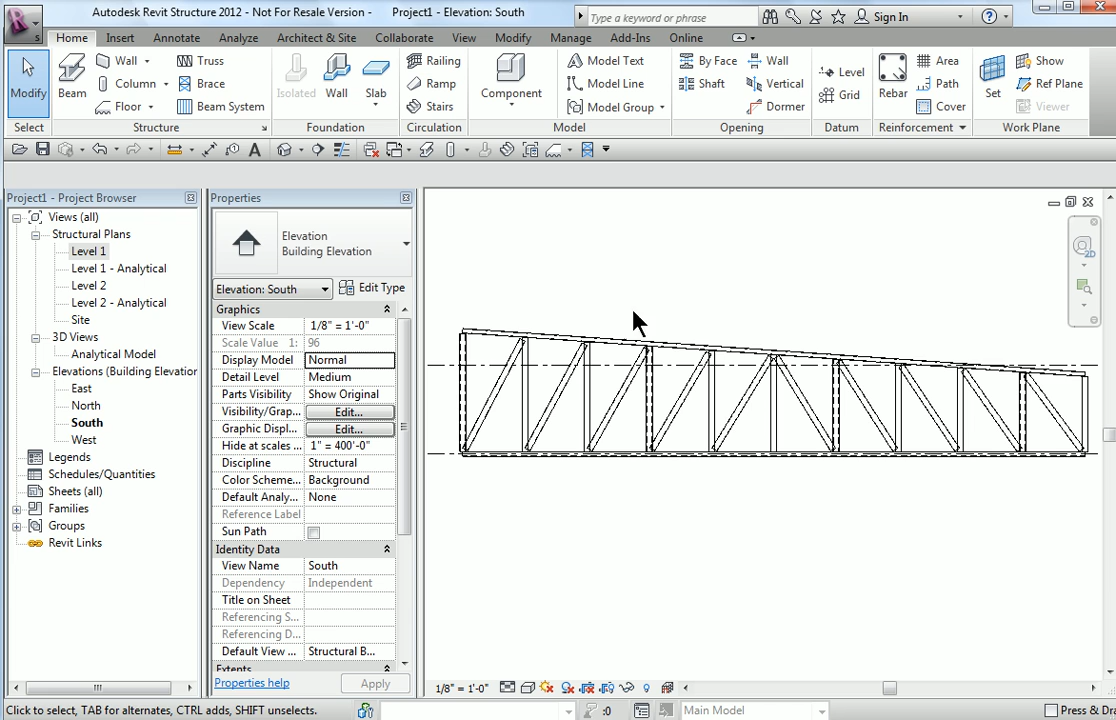 Autodesk Revit Structure 2012 - Not For Resale Version - Project1 - Elevation: South
Type a keyword or phrase
Sign In
s
Home Insert Annotate Analyze Architect & Site Collaborate View Modify Manage Add-Ins Online
Modify
Beam
Wall
Column
Floor
Truss
Brace
Beam System
Isolated
Wall
Slab
Railing
Ramp
Stairs
Component
Model Text
Model Line
Model Group
By Face
Shaft
Wall
Vertical
Dormer
Level
Grid
Rebar
Area
Path
Cover
Set
Show
Ref Plane
Viewer
Select Structure Foundation Circulation Model Opening Datum Reinforcement Work Plane
A
Project1 - Project Browser
Views (all)
Structural Plans
Level 1
Level 1 - Analytical
Level 2
Level 2 - Analytical
Site
3D Views
Analytical Model
Elevations (Building Elevation
East
North
South
West
Legends
Schedules/Quantities
Sheets (all)
Families
Groups
Revit Links
Properties
Elevation
Building Elevation
Elevation: South Edit Type
Graphics
View Scale 1/8" = 1'-0"
Scale Value 1: 96
Display Model Normal
Detail Level Medium
Parts Visibility Show Original
Visibility/Grap... Edit...
Graphic Displ... Edit...
Hide at scales ... 1" = 400'-0"
Discipline Structural
Color Scheme... Background
Default Analy... None
Reference Label
Sun Path
Identity Data
View Name South
Dependency Independent
Title on Sheet
Referencing S...
Referencing D...
Default View ... Structural B...
Extents
Properties help Apply
2D
1/8" = 1'-0"
Click to select, TAB for alternates, CTRL adds, SHIFT unselects.
:0
Main Model
Press & Dra